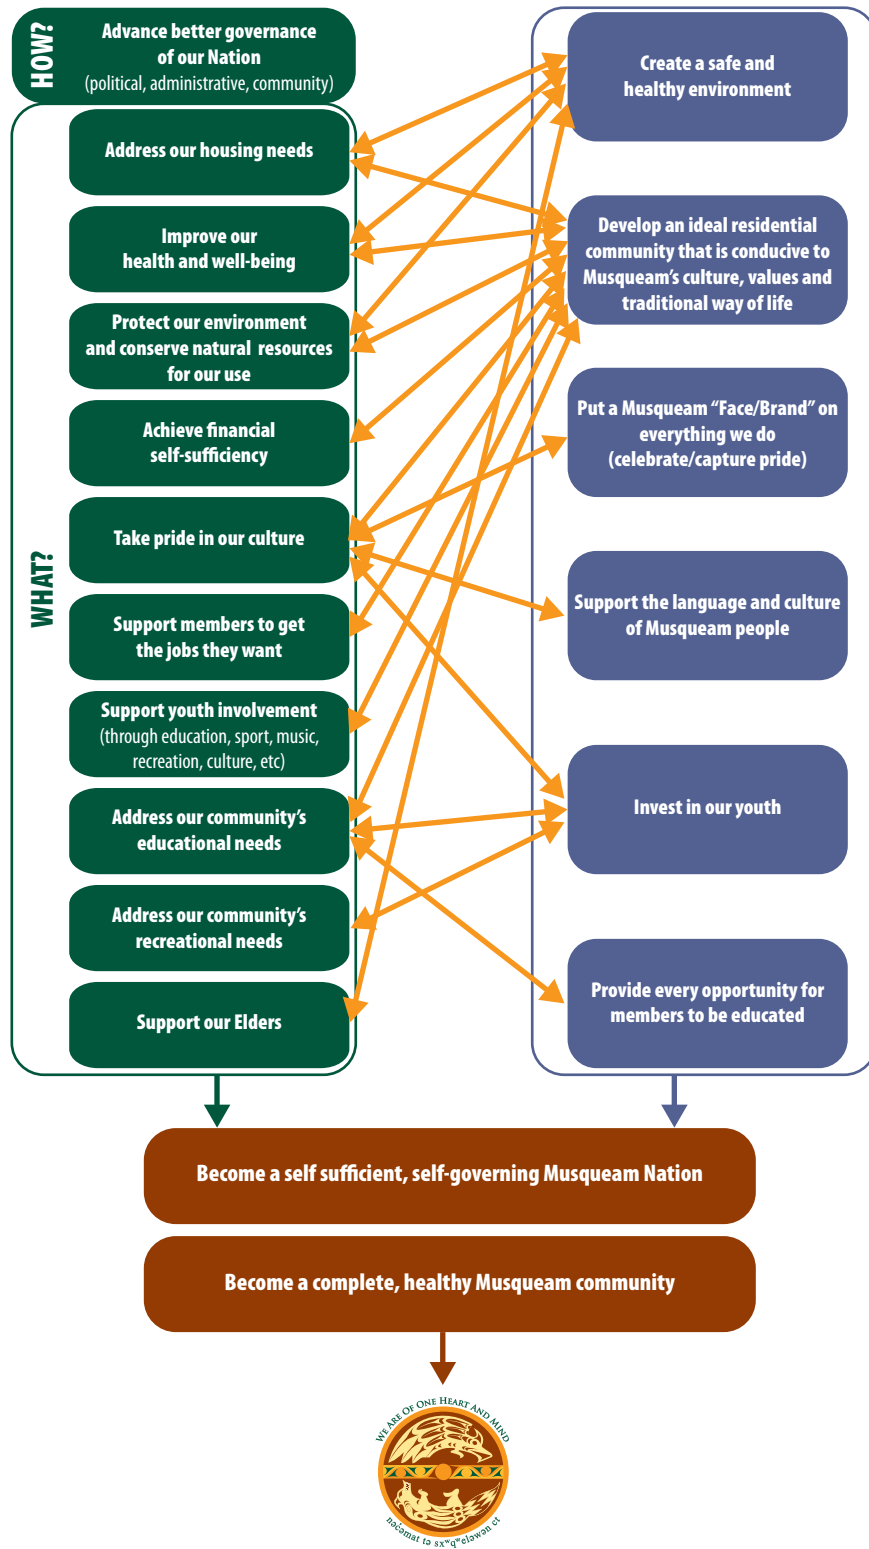 HOW?
Advance better governance
of our Nation
(political, administrative, community)
WHAT?
Address our housing needs
Improve our
health and well-being
Protect our environment
and conserve natural resources
for our use
Achieve financial
self-sufficiency
Take pride in our culture
Support members to get
the jobs they want
Support youth involvement
(through education, sport, music,
recreation, culture, etc)
Address our community’s
educational needs
Address our community’s
recreational needs
Support our Elders
Create a safe and
healthy environment
Develop an ideal residential
community that is conducive to
Musqueam’s culture, values and
traditional way of life
Put a Musqueam “Face/Brand” on
everything we do
(celebrate/capture pride)
Support the language and culture
of Musqueam people
Invest in our youth
Provide every opportunity for
members to be educated
Become a self sufficient, self-governing Musqueam Nation
Become a complete, healthy Musqueam community
We Are Of One Heart And Mind
nəc̓əmat tə sxʷqʷeləwən ct